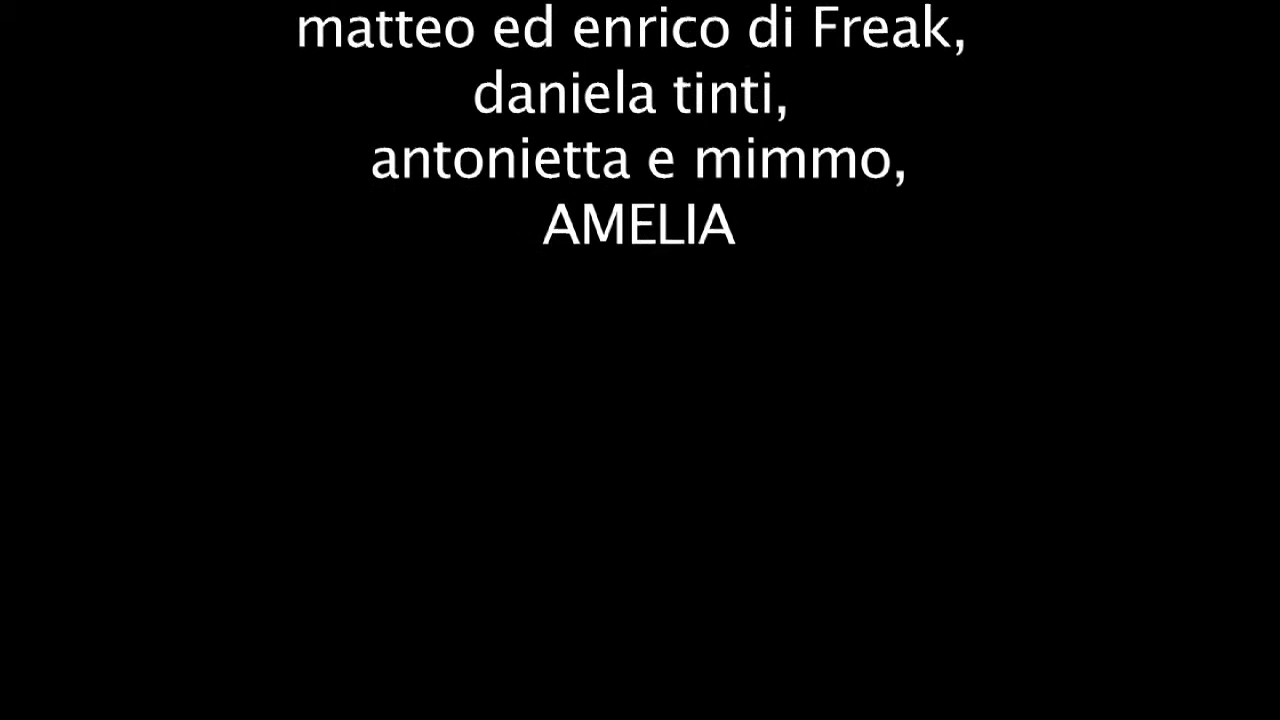 matteo ed enrico di Freak,
daniela tinti,
antonietta e mimmo,
AMELIA